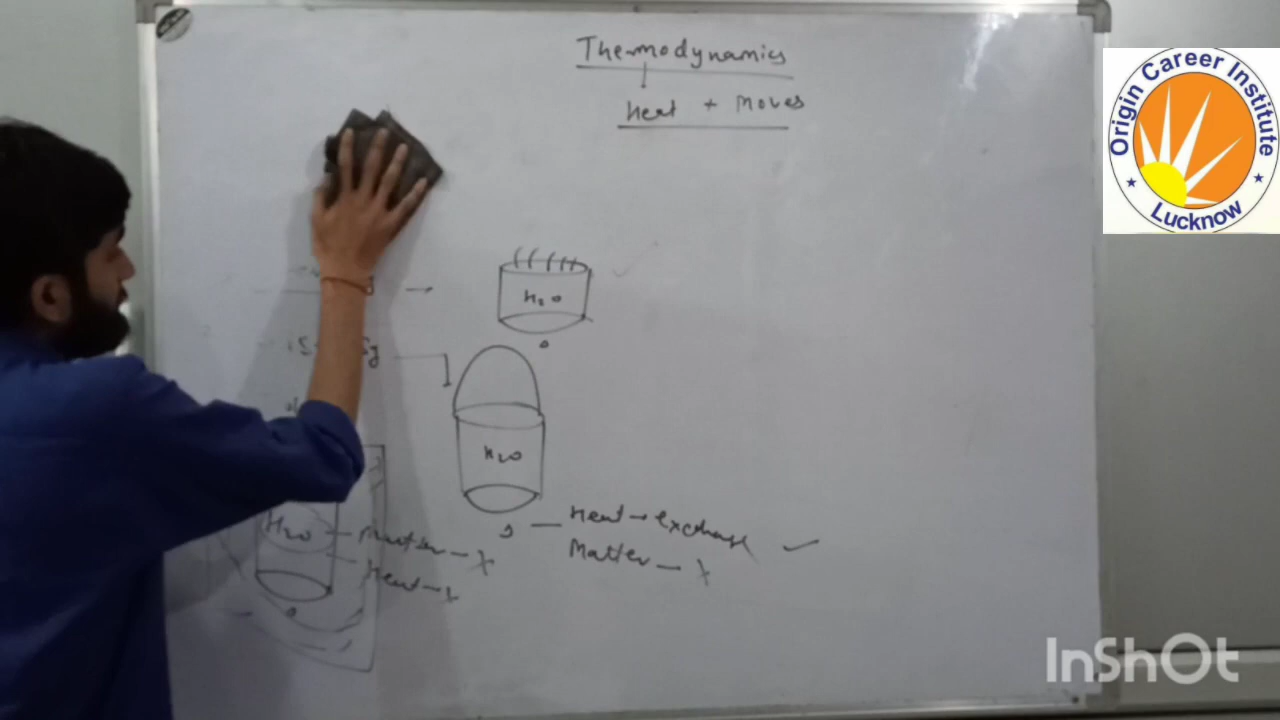 Thermodynamics
Heat + Moves
H2O
H2O
Heat → exchange
Matter — X
H2O — Matter — X
Heat — X
Origin Career Institute
Lucknow
InShOt